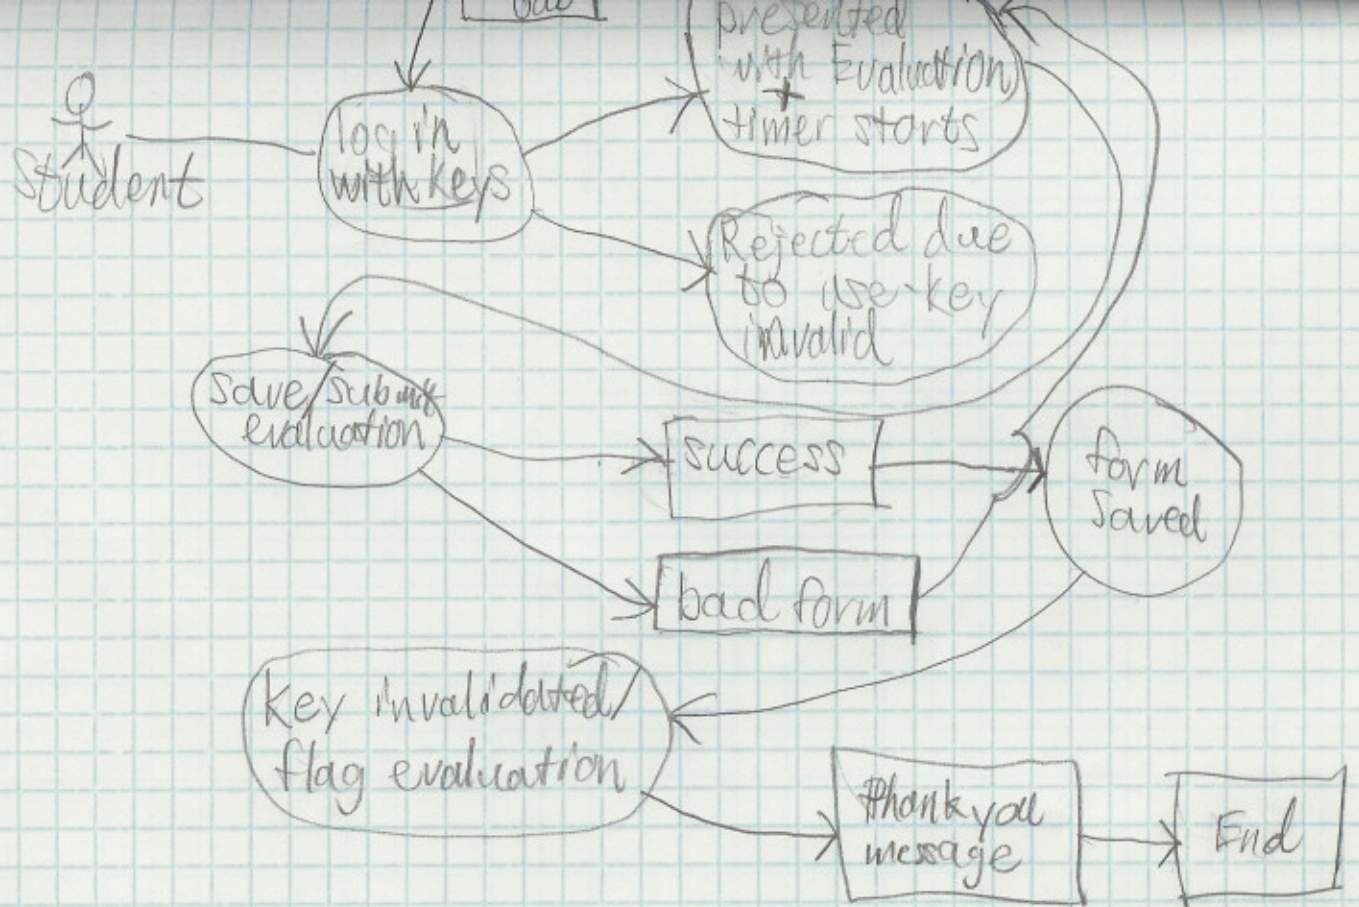 presented
with Evaluation
+
timer starts
log in
with keys
Student
Rejected due
to use-key
invalid
Save/Submit
evaluation
success
form
saved
bad form
key invalidated/
flag evaluation
Thank you
message
End